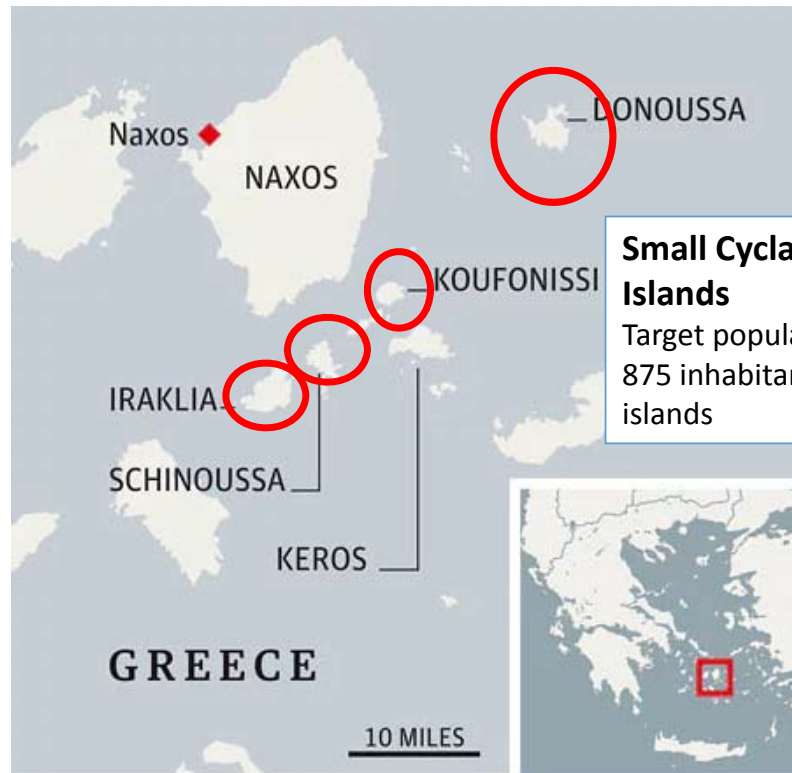 DONOUSSA
Naxos
NAXOS
Small Cycla
Islands
Target popula
875 inhabitan
islands
KOUFONISSI
IRAKLIA
SCHINOUSSA
KEROS
GREECE
10 MILES